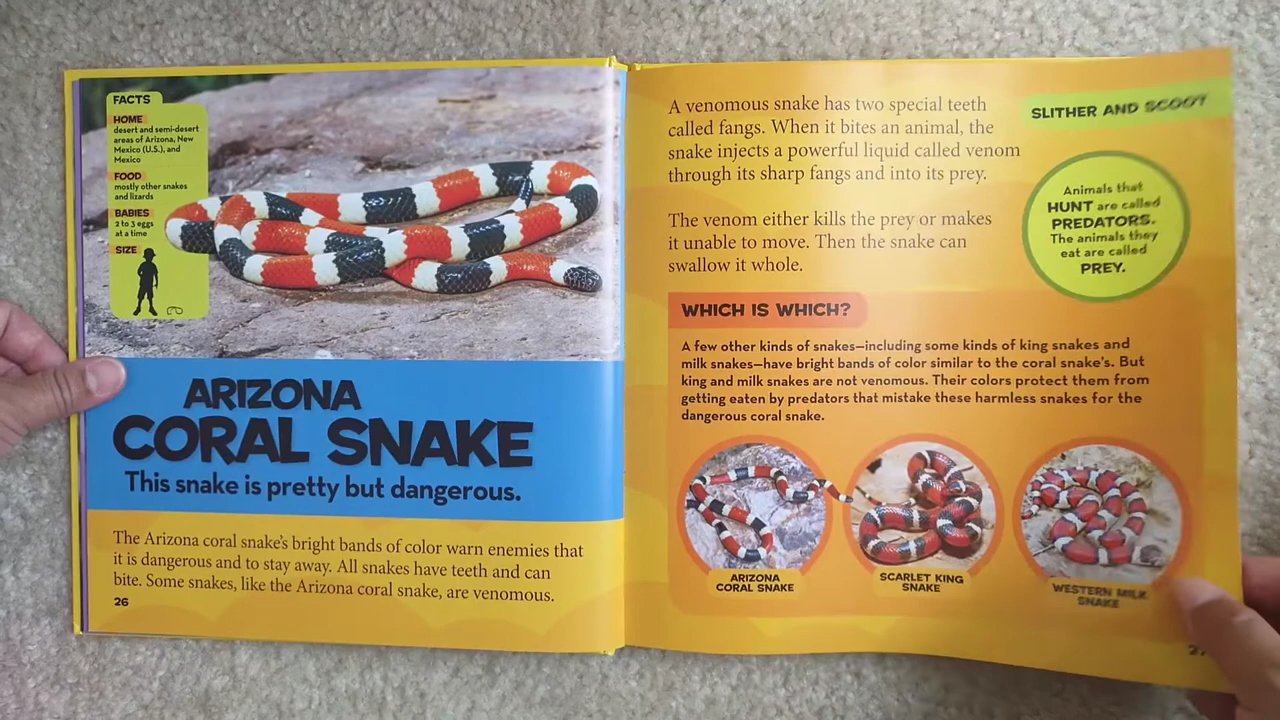 FACTS
HOME
desert and semi-desert
areas of Arizona, New
Mexico (U.S.), and
Mexico
FOOD
mostly other snakes
and lizards
BABIES
2 to 3 eggs
at a time
SIZE
ARIZONA
CORAL SNAKE
This snake is pretty but dangerous.
The Arizona coral snake's bright bands of color warn enemies that
it is dangerous and to stay away. All snakes have teeth and can
bite. Some snakes, like the Arizona coral snake, are venomous.
26
SLITHER AND SCOOT
A venomous snake has two special teeth
called fangs. When it bites an animal, the
snake injects a powerful liquid called venom
through its sharp fangs and into its prey.
The venom either kills the prey or makes
it unable to move. Then the snake can
swallow it whole.
Animals that
HUNT are called
PREDATORS.
The animals they
eat are called
PREY.
WHICH IS WHICH?
A few other kinds of snakes—including some kinds of king snakes and
milk snakes—have bright bands of color similar to the coral snake's. But
king and milk snakes are not venomous. Their colors protect them from
getting eaten by predators that mistake these harmless snakes for the
dangerous coral snake.
ARIZONA
CORAL SNAKE
SCARLET KING
SNAKE
WESTERN MILK
SNAKE